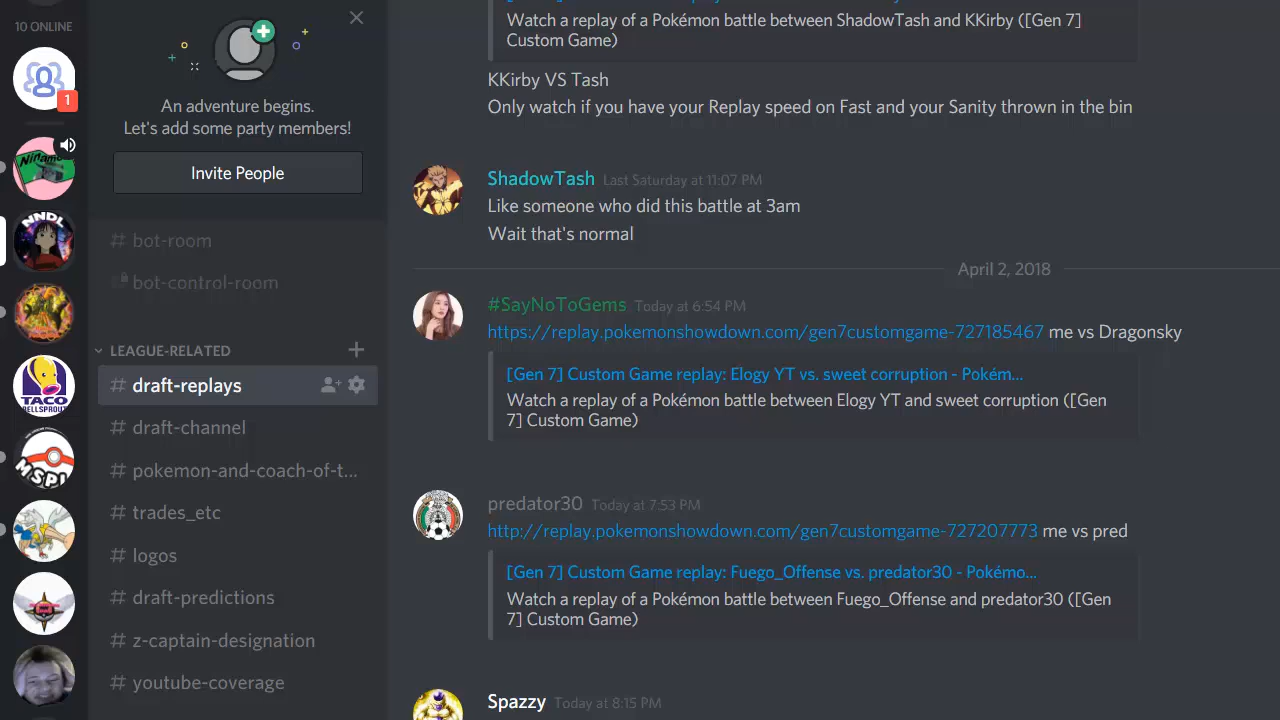 10 ONLINE
1
NNDL
TACO
BELLSPROUT
MSPL
An adventure begins.
Let's add some party members!
Invite People
# bot-room
bot-control-room
LEAGUE-RELATED
# draft-replays
# draft-channel
# pokemon-and-coach-of-t...
# trades_etc
# logos
# draft-predictions
# z-captain-designation
# youtube-coverage
Watch a replay of a Pokémon battle between ShadowTash and KKirby ([Gen 7]
Custom Game)
KKirby VS Tash
Only watch if you have your Replay speed on Fast and your Sanity thrown in the bin
ShadowTash Last Saturday at 11:07 PM
Like someone who did this battle at 3am
Wait that's normal
April 2, 2018
#SayNoToGems Today at 6:54 PM
https://replay.pokemonshowdown.com/gen7customgame-727185467 me vs Dragonsky
[Gen 7] Custom Game replay: Elogy YT vs. sweet corruption - Pokém...
Watch a replay of a Pokémon battle between Elogy YT and sweet corruption ([Gen
7] Custom Game)
predator30 Today at 7:53 PM
http://replay.pokemonshowdown.com/gen7customgame-727207773 me vs pred
[Gen 7] Custom Game replay: Fuego_Offense vs. predator30 - Pokémo...
Watch a replay of a Pokémon battle between Fuego_Offense and predator30 ([Gen
7] Custom Game)
Spazzy Today at 8:15 PM